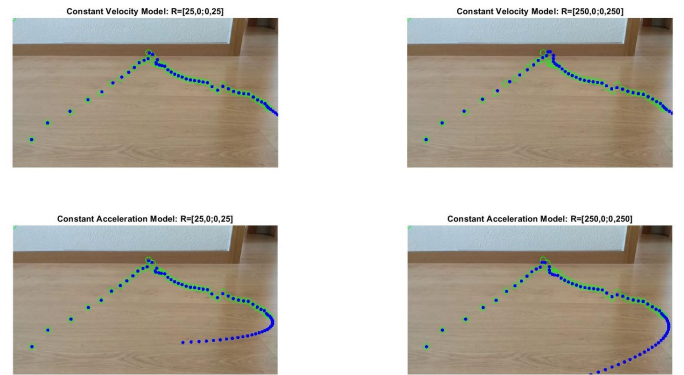 Constant Velocity Model: R=[25,0;0,25]
Constant Velocity Model: R=[250,0;0,250]
Constant Acceleration Model: R=[25,0;0,25]
Constant Acceleration Model: R=[250,0;0,250]